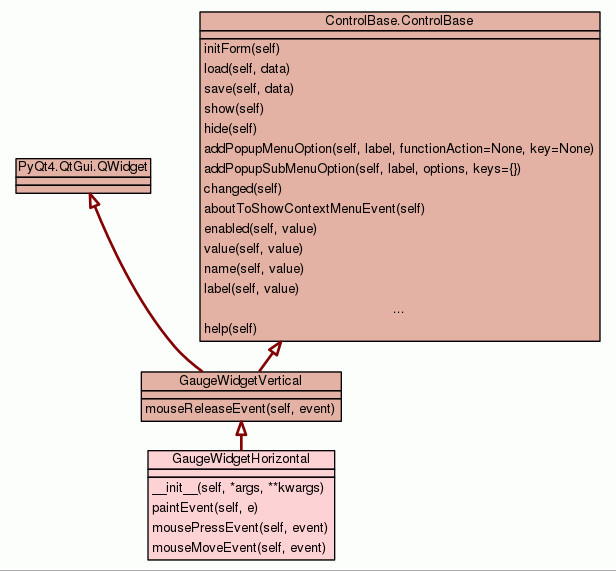 ControlBase.ControlBase
initForm(self)
load(self, data)
save(self, data)
show(self)
hide(self)
addPopupMenuOption(self, label, functionAction=None, key=None)
addPopupSubMenuOption(self, label, options, keys={})
changed(self)
aboutToShowContextMenuEvent(self)
enabled(self, value)
value(self, value)
name(self, value)
label(self, value)
...
help(self)
PyQt4.QtGui.QWidget
GaugeWidgetVertical
mouseReleaseEvent(self, event)
GaugeWidgetHorizontal
__init__(self, *args, **kwargs)
paintEvent(self, e)
mousePressEvent(self, event)
mouseMoveEvent(self, event)